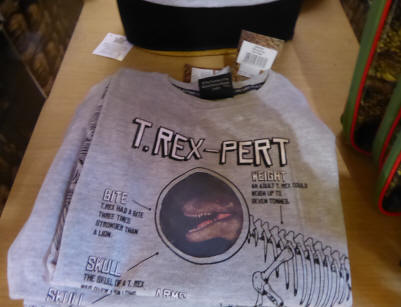 T.REX-PERT
BITE
T.REX HAD A BITE
THREE TIMES
STRONGER THAN
A LION.
WEIGHT
AN ADULT T. REX COULD
WEIGH UP TO
SEVEN TONNES.
SKULL
THE SKULL OF A T. REX
ARMS